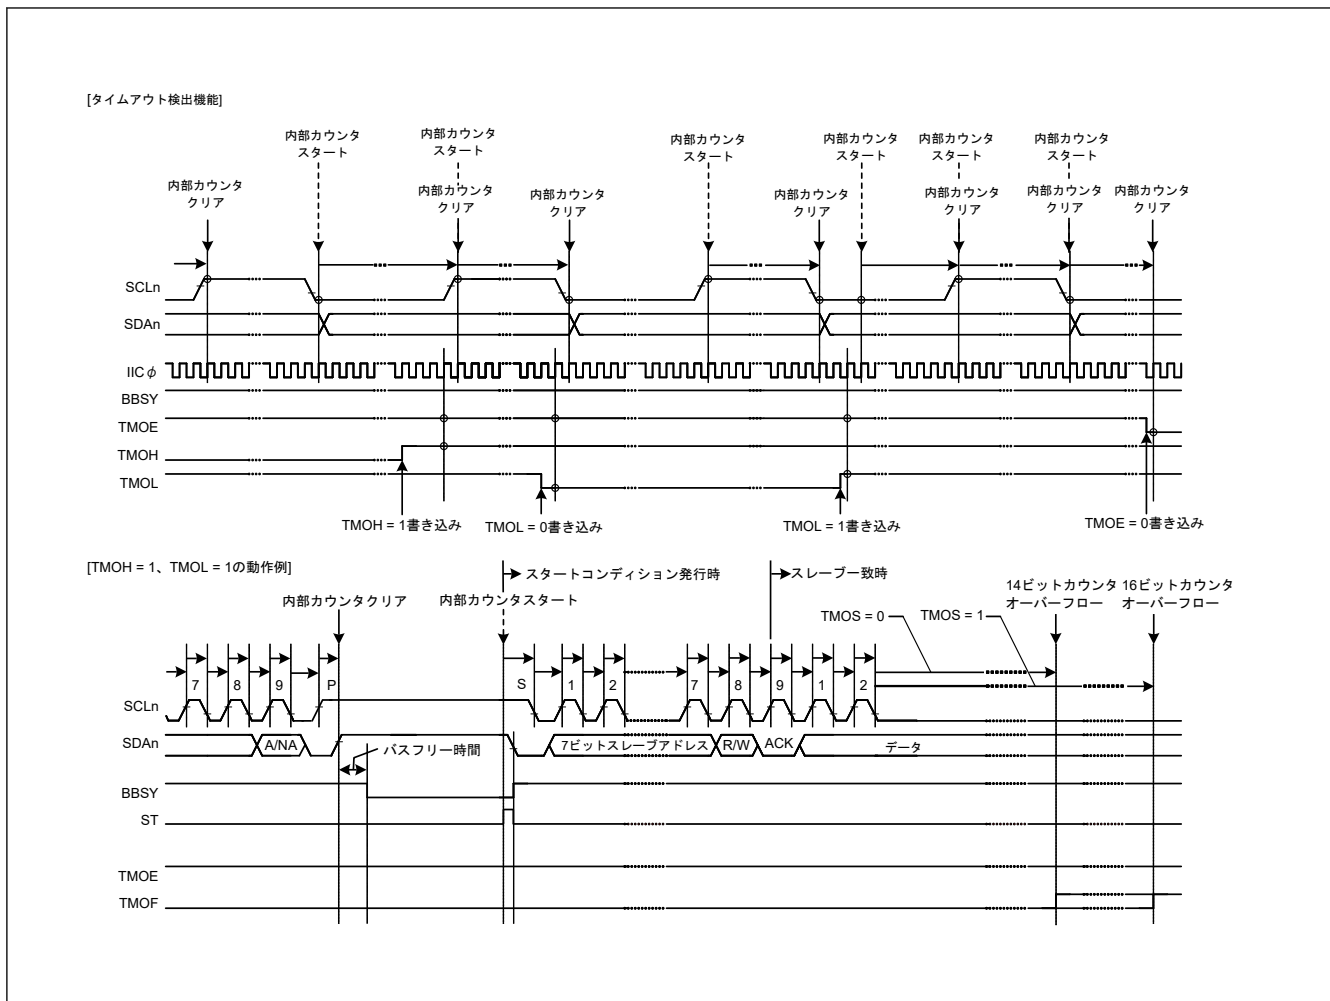 [タイムアウト検出機能]
内部カウンタ
スタート
内部カウンタ
スタート
内部カウンタ
スタート
内部カウンタ
スタート
内部カウンタ
スタート
内部カウンタ
スタート
内部カウンタ
クリア
内部カウンタ
クリア
内部カウンタ
クリア
内部カウンタ
クリア
内部カウンタ
クリア
内部カウンタ
クリア
内部カウンタ
クリア
SCLn
SDAn
IICφ
BBSY
TMOE
TMOH
TMOL
TMOH = 1書き込み
TMOL = 0書き込み
TMOL = 1書き込み
TMOE = 0書き込み
[TMOH = 1、TMOL = 1の動作例]
スタートコンディション発行時
スレーブ一致時
内部カウンタクリア
内部カウンタスタート
14ビットカウンタ
オーバーフロー
16ビットカウンタ
オーバーフロー
TMOS = 0
TMOS = 1
7 8 9 P S 1 2 7 8 9 1 2
SCLn
SDAn
A/NA
バスフリー時間
7ビットスレーブアドレス
R/W
ACK
データ
BBSY
ST
TMOE
TMOF